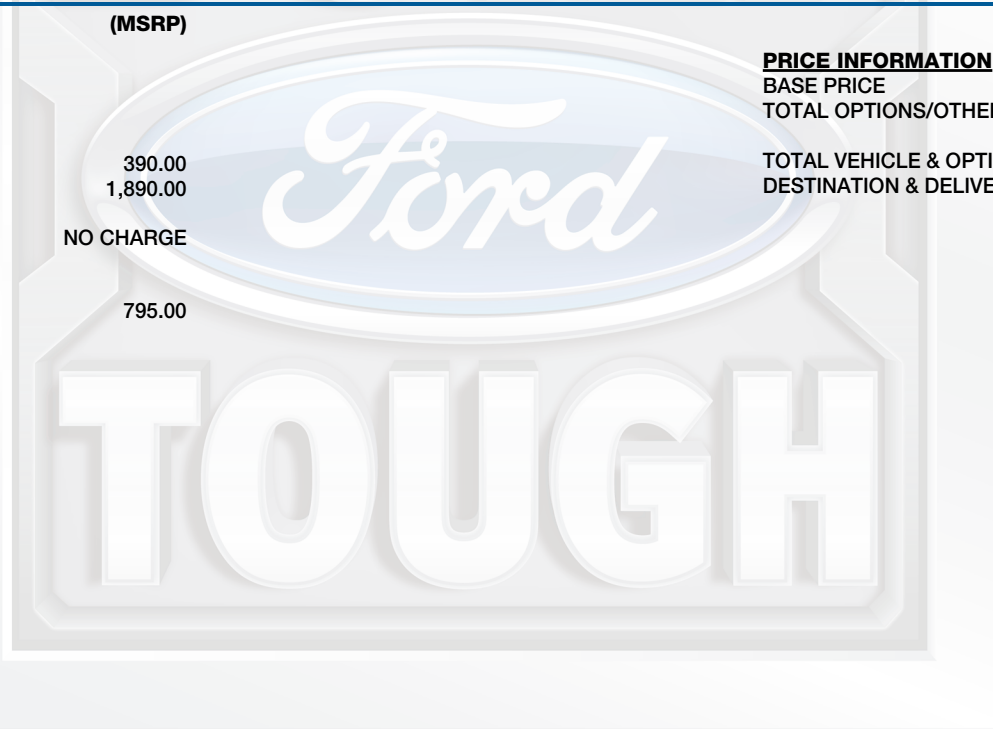 (MSRP)
390.00
1,890.00
NO CHARGE
795.00
PRICE INFORMATION
BASE PRICE
TOTAL OPTIONS/OTHE
TOTAL VEHICLE & OPTI
DESTINATION & DELIVE
Ford
TOUGH